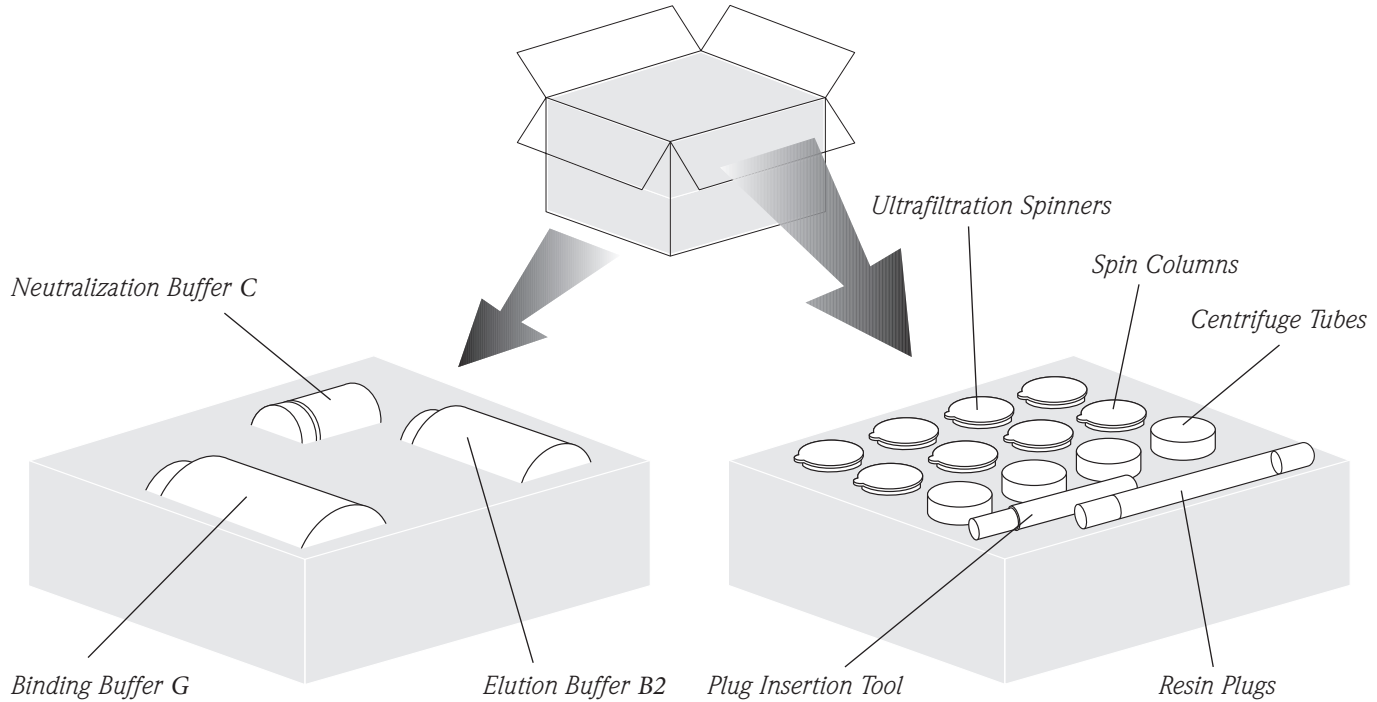 Ultrafiltration Spinners
Spin Columns
Neutralization Buffer C
Centrifuge Tubes
Binding Buffer G
Elution Buffer B2
Plug Insertion Tool
Resin Plugs